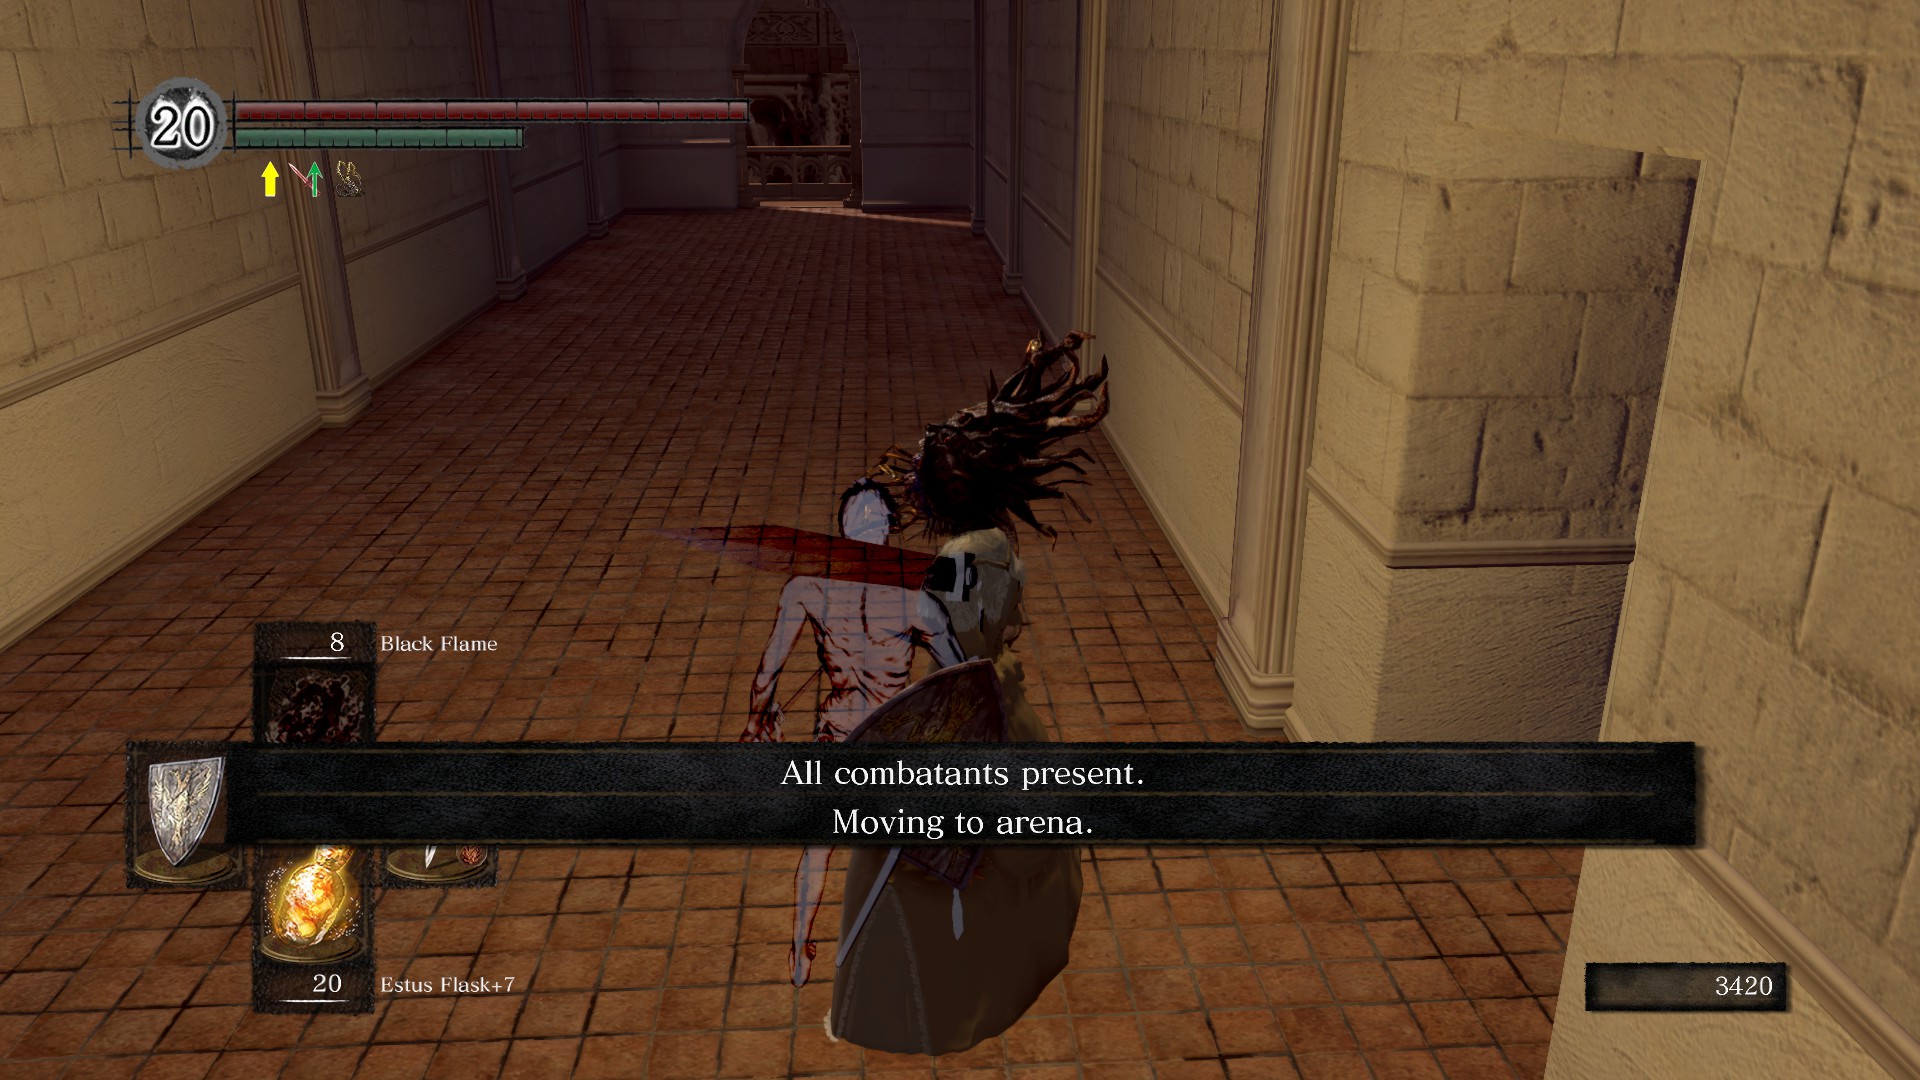 20
8 Black Flame
All combatants present.
Moving to arena.
20 Estus Flask+7
3420